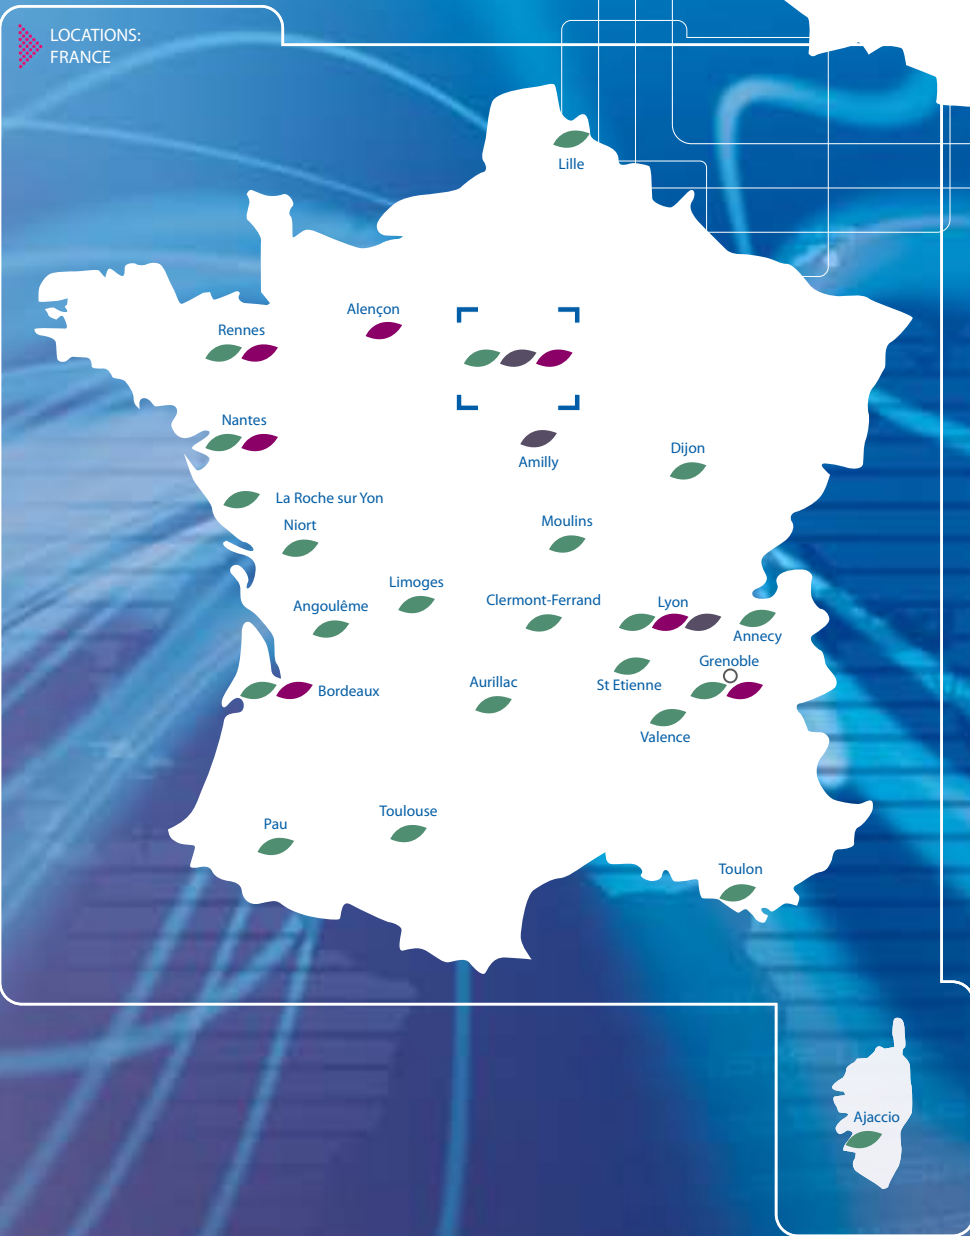 LOCATIONS:
FRANCE
Lille
Alençon
Rennes
Nantes
Amilly
Dijon
La Roche sur Yon
Niort
Moulins
Limoges
Clermont-Ferrand
Lyon
Angoulême
Annecy
Grenoble
St Etienne
Aurillac
Bordeaux
Valence
Toulouse
Pau
Toulon
Ajaccio